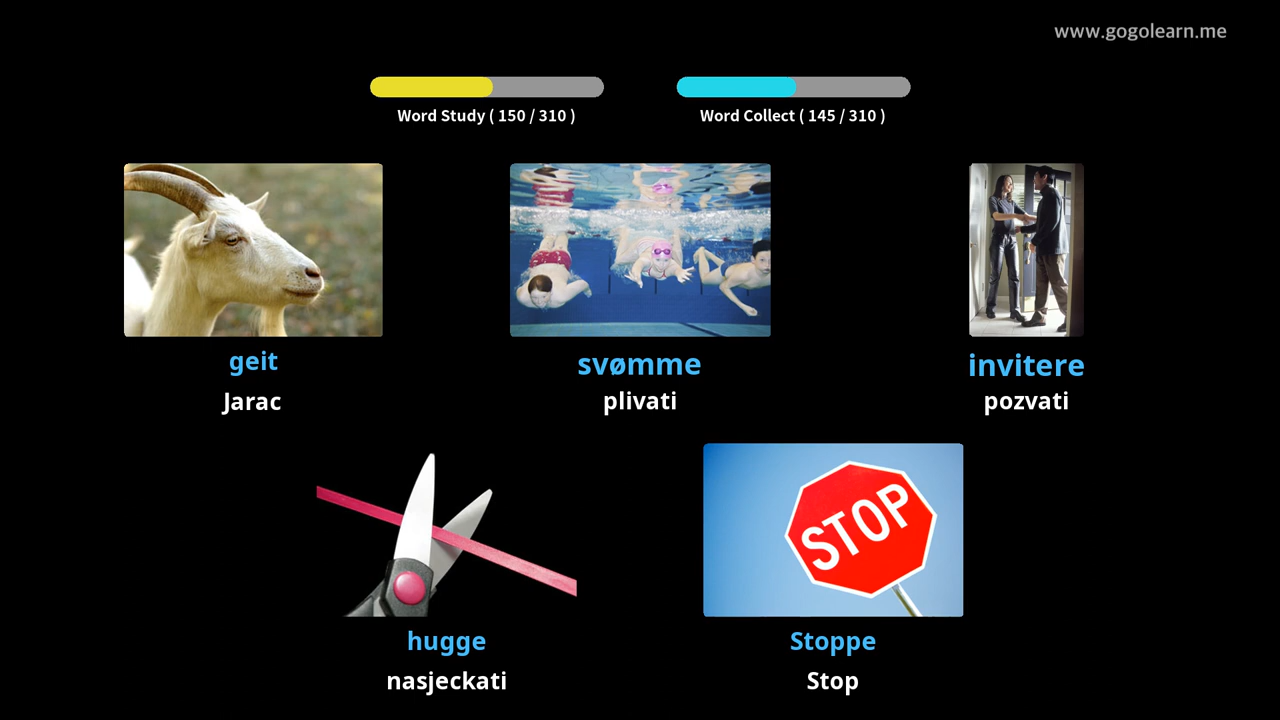 www.gogolearn.me
Word Study ( 150 / 310 )
Word Collect ( 145 / 310 )
geit
Jarac
svømme
plivati
invitere
pozvati
STOP
hugge
nasjeckati
Stoppe
Stop